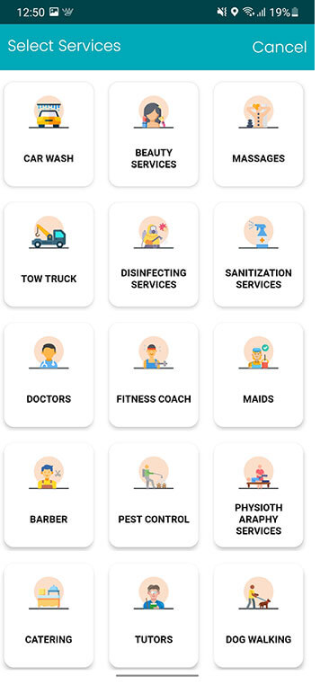 12:50 19%
Select Services Cancel
CAR WASH
BEAUTY
SERVICES
MASSAGES
TOW TRUCK
DISINFECTING
SERVICES
SANITIZATION
SERVICES
DOCTORS
FITNESS COACH
MAIDS
BARBER
PEST CONTROL
PHYSIOTH
ARAPHY
SERVICES
CATERING
TUTORS
DOG WALKING